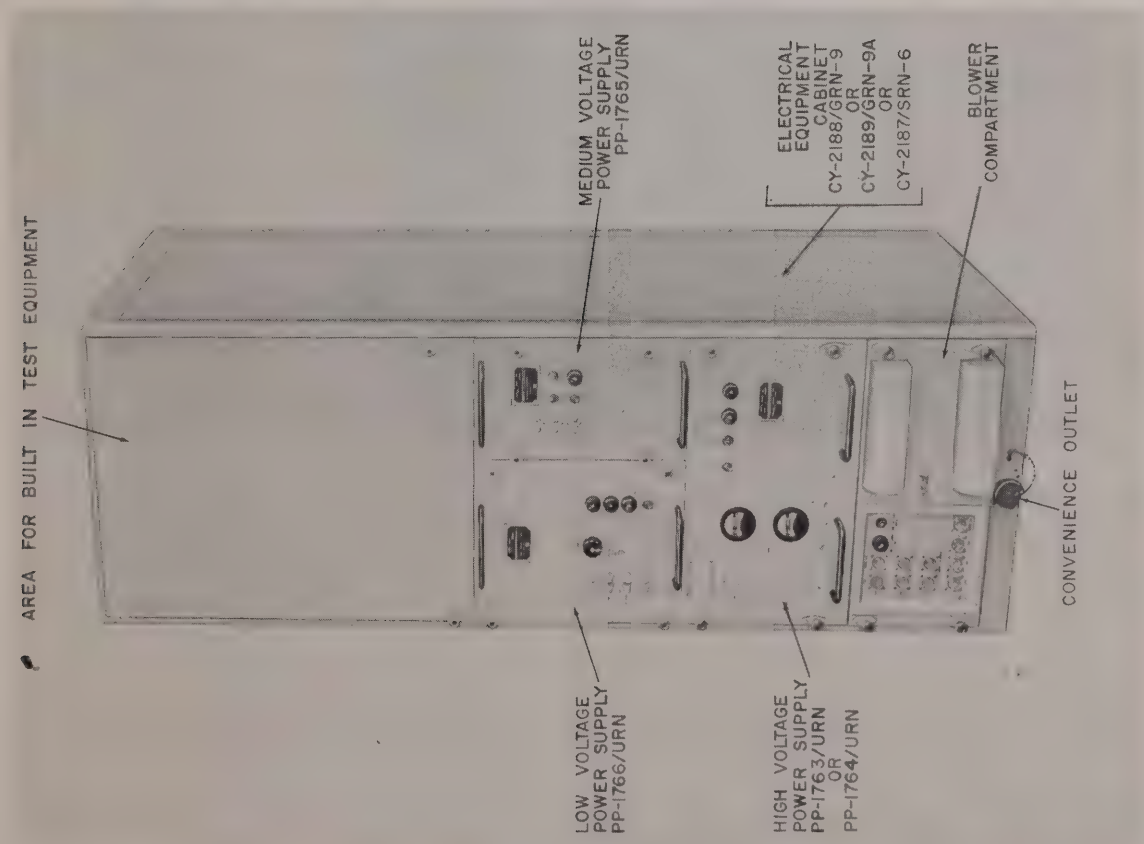 AREA FOR BUILT IN TEST EQUIPMENT
MEDIUM VOLTAGE
POWER SUPPLY
PP-1765/URN
ELECTRICAL
EQUIPMENT
CABINET
CY-2188/GRN-9
OR
CY-2189/GRN-9A
OR
CY-2187/SRN-6
BLOWER
COMPARTMENT
LOW VOLTAGE
POWER SUPPLY
PP-1766/URN
HIGH VOLTAGE
POWER SUPPLY
PP-1763/URN
OR
PP-1764/URN
CONVENIENCE OUTLET